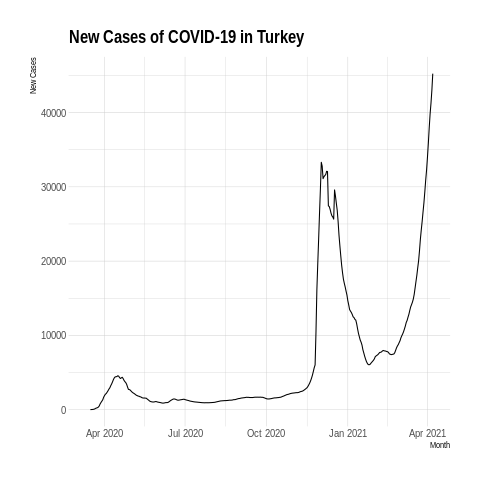 New Cases of COVID-19 in Turkey
New Cases
40000
30000
20000
10000
0
Apr 2020 Jul 2020 Oct 2020 Jan 2021 Apr 2021
Month